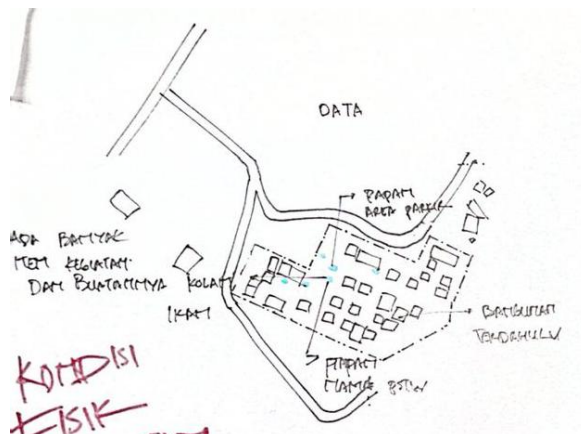 DATA
PAPAN
AREA PARKIR
ADA BANYAK
ITEM KEGIATAN
DAN BUATANNYA
KOLAM
IKAN
BANGUNAN
TERDAHULU
PAPAN
NAMA
KONDISI
FISIK